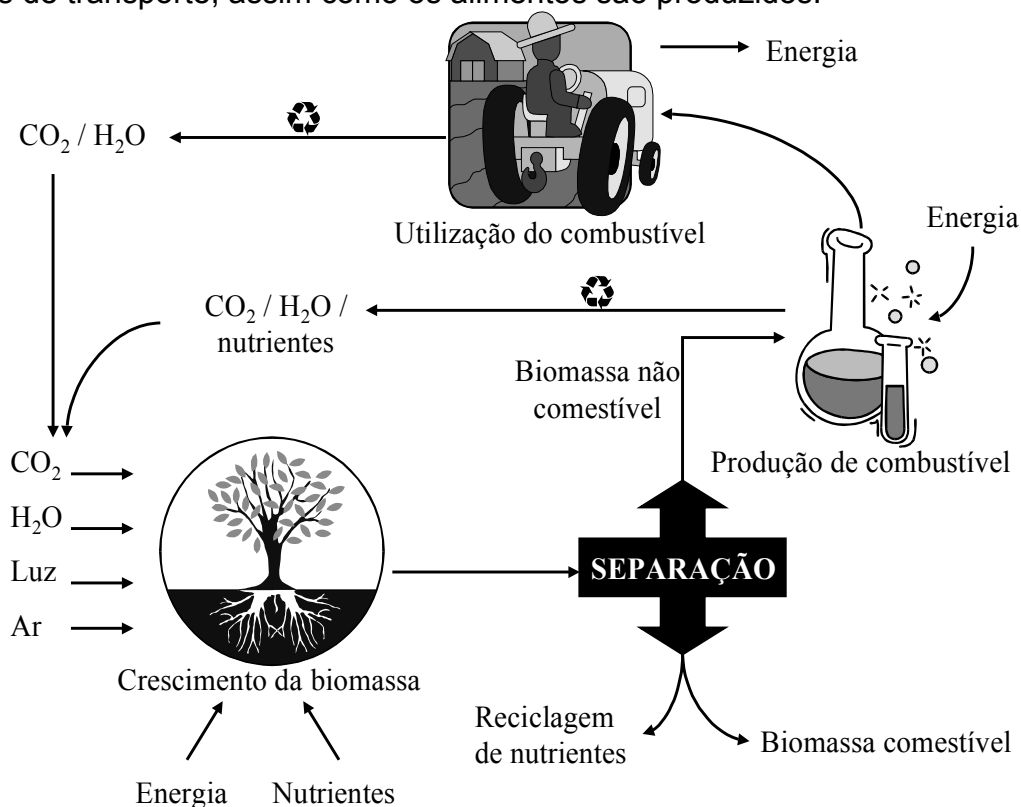 de transporte, assim como os alimentos são produzidos.
Energia
CO₂ / H₂O
Utilização do combustível
Energia
CO₂ / H₂O /
nutrientes
Biomassa não
comestível
Produção de combustível
CO₂
H₂O
Luz
Ar
SEPARAÇÃO
Crescimento da biomassa
Reciclagem
de nutrientes
Biomassa comestível
Energia
Nutrientes